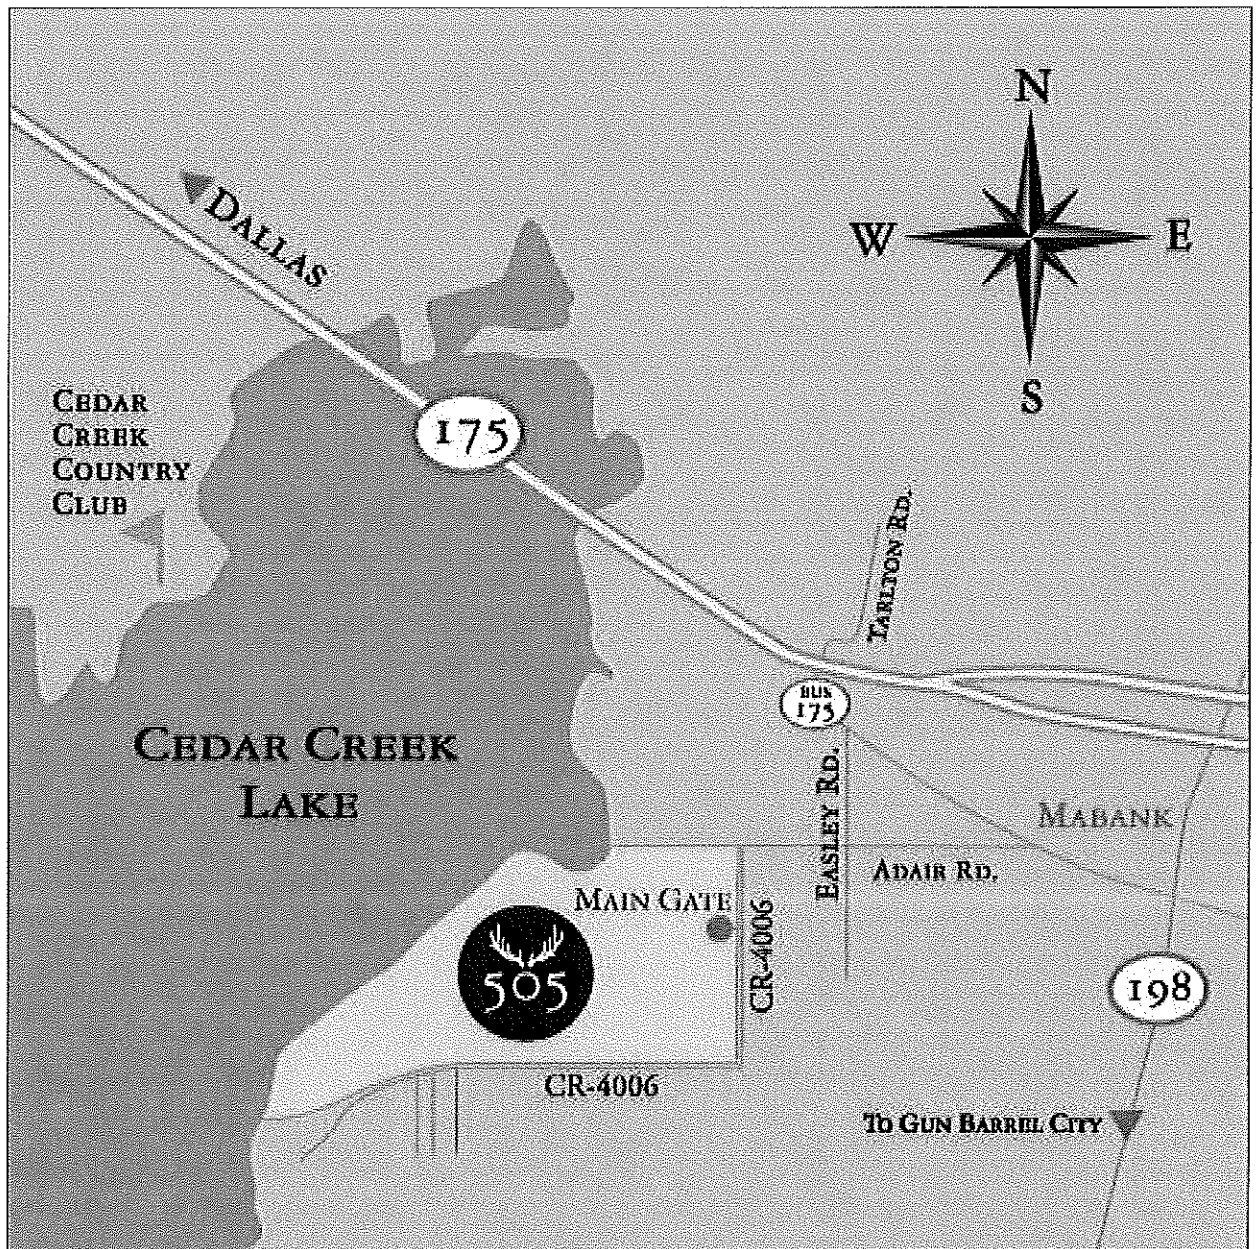 N
W
E
S
DALLAS
CEDAR
CREEK
COUNTRY
CLUB
175
TARLTON RD.
BUS
175
CEDAR CREEK
LAKE
EASLEY RD.
MABANK
ADAIR RD.
MAIN GATE
CR-4006
505
198
CR-4006
TO GUN BARREL CITY